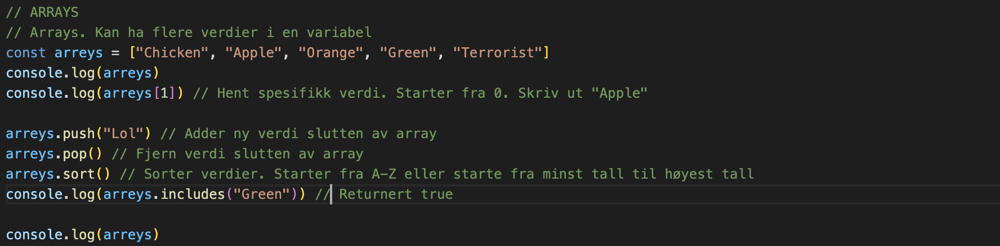 // ARRAYS
// Arrays. Kan ha flere verdier i en variabel
const arreys = ["Chicken", "Apple", "Orange", "Green", "Terrorist"]
console.log(arreys)
console.log(arreys[1]) // Hent spesifikk verdi. Starter fra 0. Skriv ut "Apple"
arreys.push("Lol") // Adder ny verdi slutten av array
arreys.pop() // Fjern verdi slutten av array
arreys.sort() // Sorter verdier. Starter fra A-Z eller starte fra minst tall til høyest tall
console.log(arreys.includes("Green")) // Returnert true
console.log(arreys)